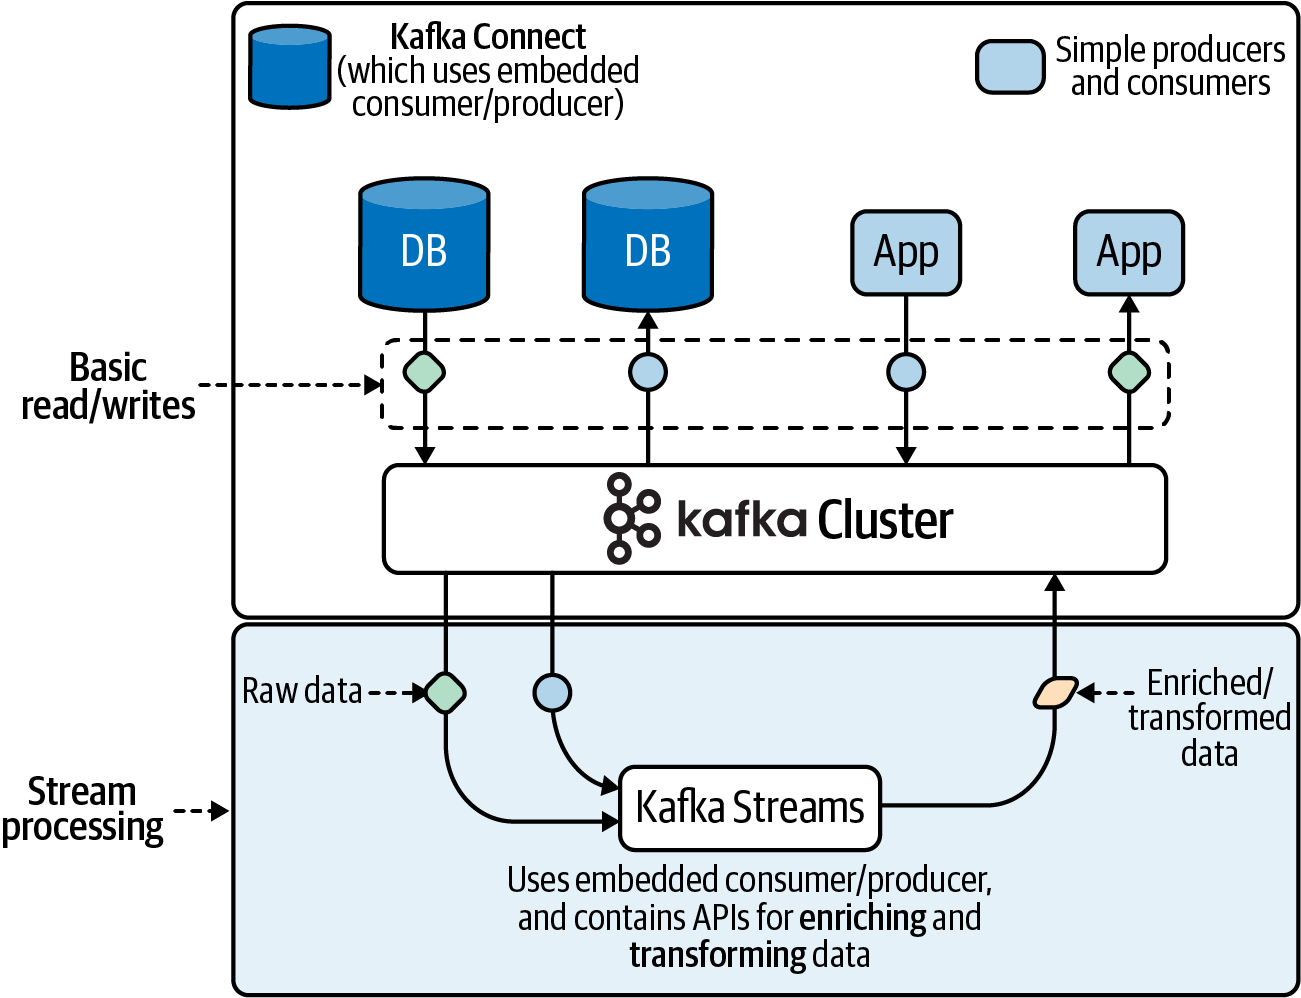 Kafka Connect
(which uses embedded
consumer/producer)
Simple producers
and consumers
DB
DB
App
App
Basic
read/writes
kafka Cluster
Raw data
Enriched/
transformed
data
Stream
processing
Kafka Streams
Uses embedded consumer/producer,
and contains APIs for enriching and
transforming data